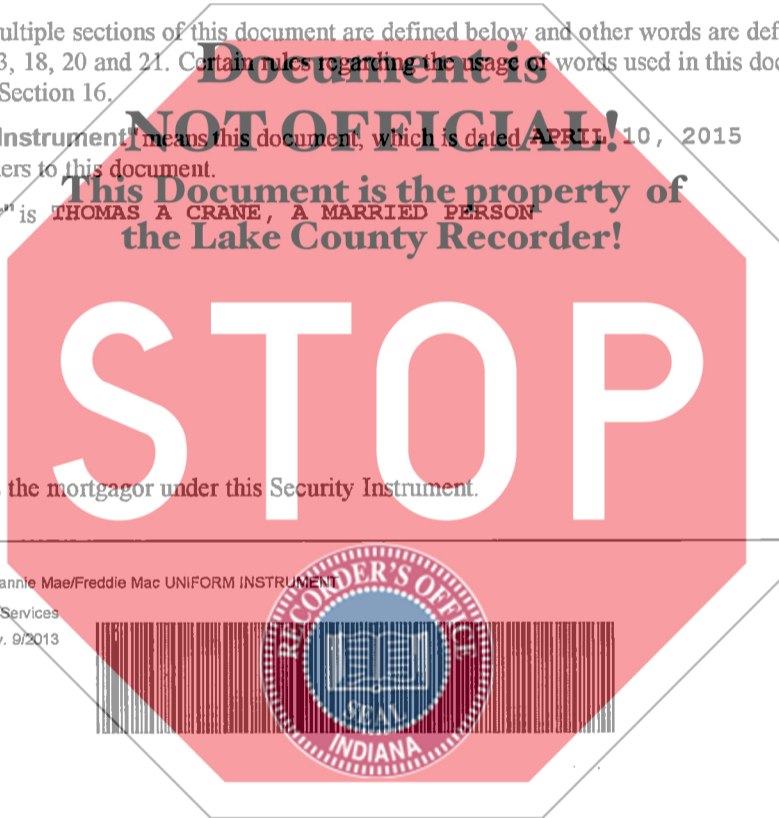 ultiple sections of this document are defined below and other words are def
3, 18, 20 and 21. Certain rules regarding the usage of words used in this doc
Document is
Section 16.
NOT OFFICIAL!
Instrument" means this document, which is dated APRIL 10, 2015
ers to this document.
This Document is the property of
" is THOMAS A CRANE, A MARRIED PERSON
the Lake County Recorder!
STOP
the mortgagor under this Security Instrument.
annie Mae/Freddie Mac UNIFORM INSTRUMENT
Services
. 9/2013
RECORDER'S OFFICE
SEAL
INDIANA